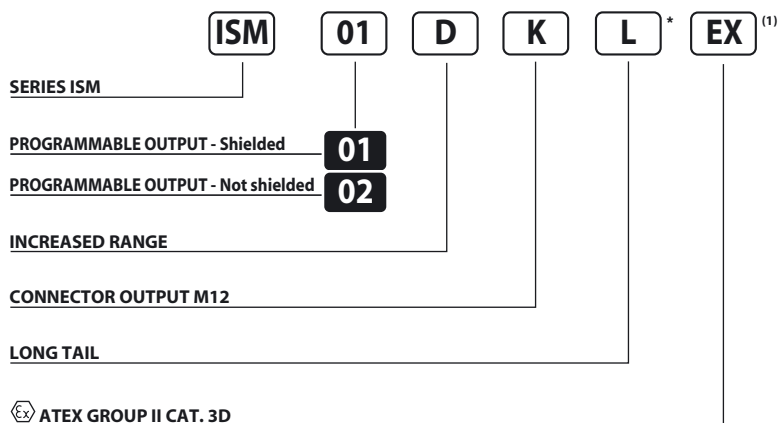 ISM 01 D K L * EX (1)
SERIES ISM
PROGRAMMABLE OUTPUT - Shielded 01
PROGRAMMABLE OUTPUT - Not shielded 02
INCREASED RANGE
CONNECTOR OUTPUT M12
LONG TAIL
Ex ATEX GROUP II CAT. 3D